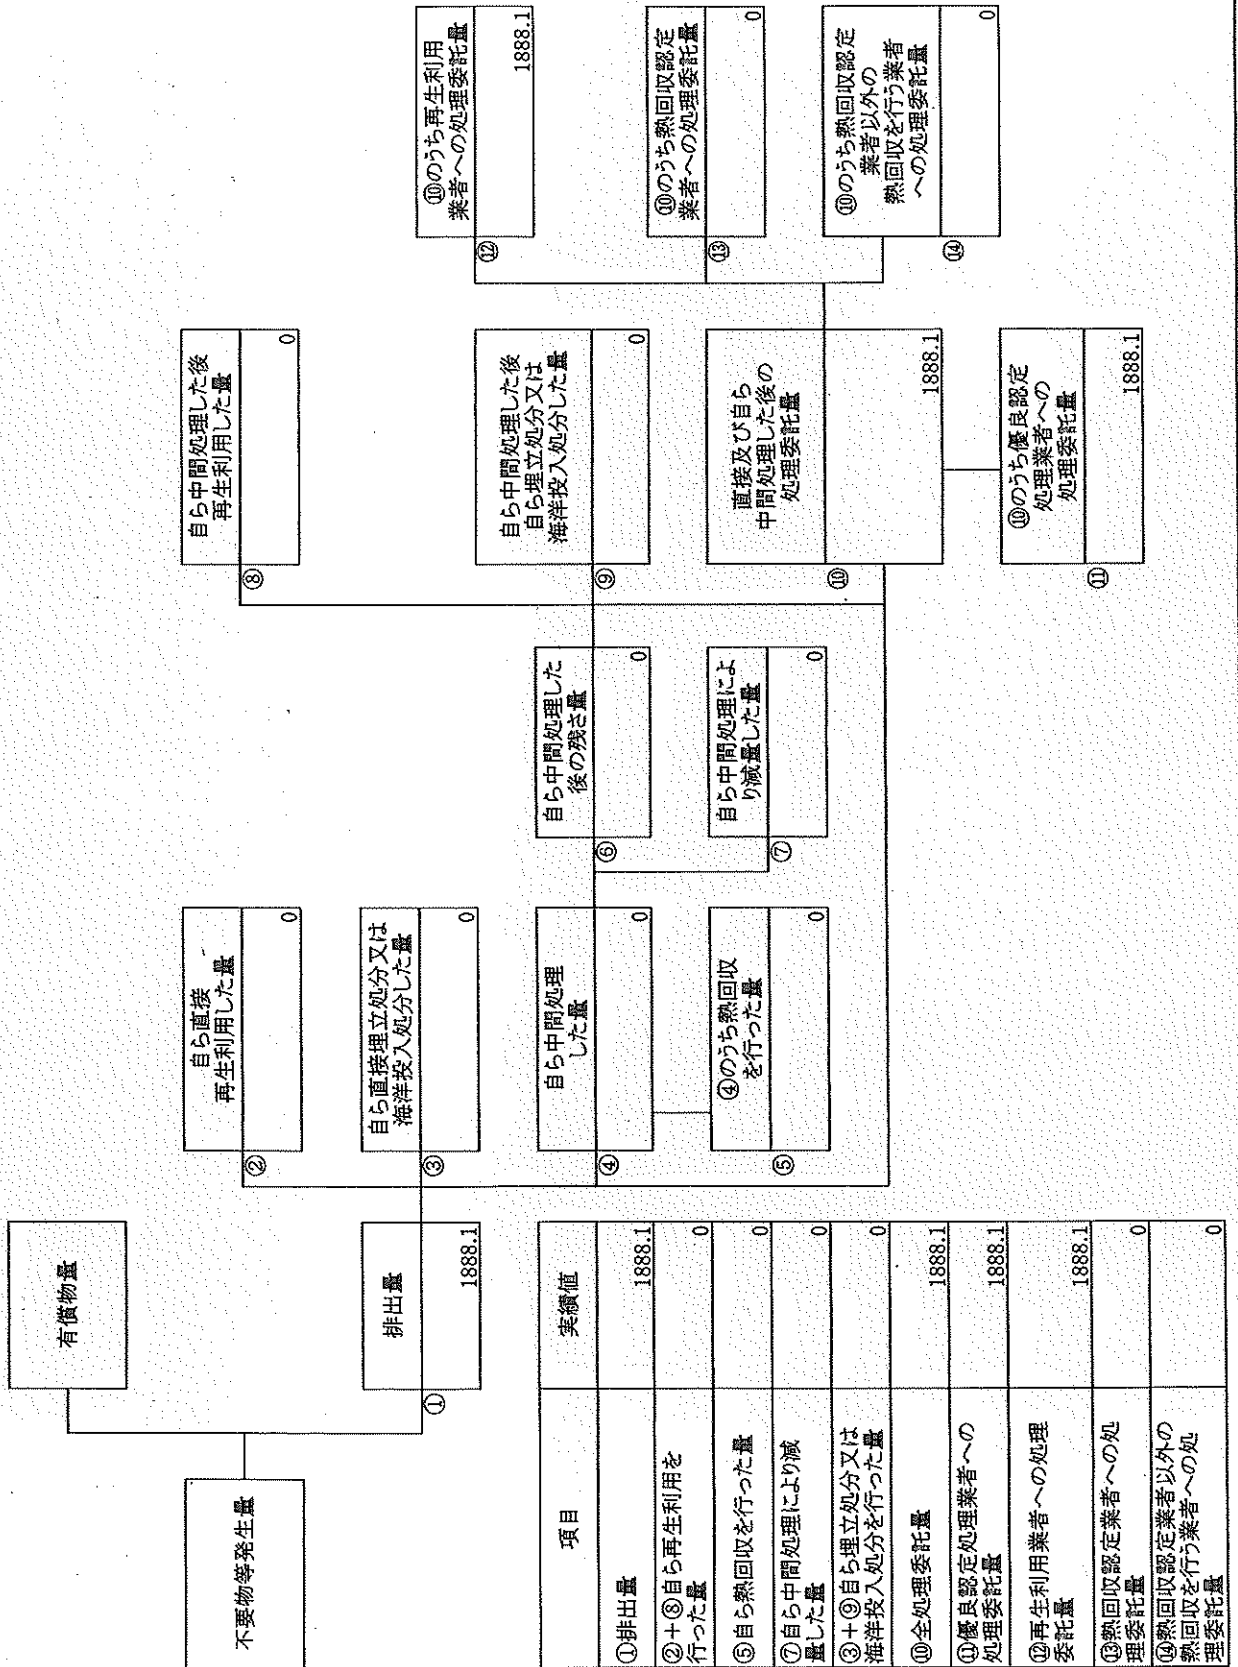 不要物等発生量
有償物量
①
排出量
1888.1
②
自ら直接
再生利用した量
0
③
自ら直接埋立処分又は
海洋投入処分した量
0
④
自ら中間処理
した量
0
⑤
④のうち熱回収
を行った量
0
⑥
自ら中間処理した
後の残さ量
0
⑦
自ら中間処理によ
り減量した量
0
⑧
自ら中間処理した後
再生利用した量
0
⑨
自ら中間処理した後
自ら埋立処分又は
海洋投入処分した量
0
⑩
直接及び自ら
中間処理した後の
処理委託量
1888.1
⑪
⑩のうち優良認定
処理業者への
処理委託量
1888.1
⑫
⑩のうち再生利用
業者への処理委託量
1888.1
⑬
⑩のうち熱回収認定
業者への処理委託量
0
⑭
⑩のうち熱回収認定
業者以外の
熱回収を行う業者
への処理委託量
0
項目 実績値
①排出量 1888.1
②+⑧自ら再生利用を
行った量 0
⑤自ら熱回収を行った量 0
⑦自ら中間処理により減
量した量 0
③+⑨自ら埋立処分又は
海洋投入処分を行った量 0
⑩全処理委託量 1888.1
⑪優良認定処理業者への
処理委託量 1888.1
⑫再生利用業者への処理
委託量 1888.1
⑬熱回収認定業者への処
理委託量 0
⑭熱回収認定業者以外の
熱回収を行う業者への処
理委託量 0